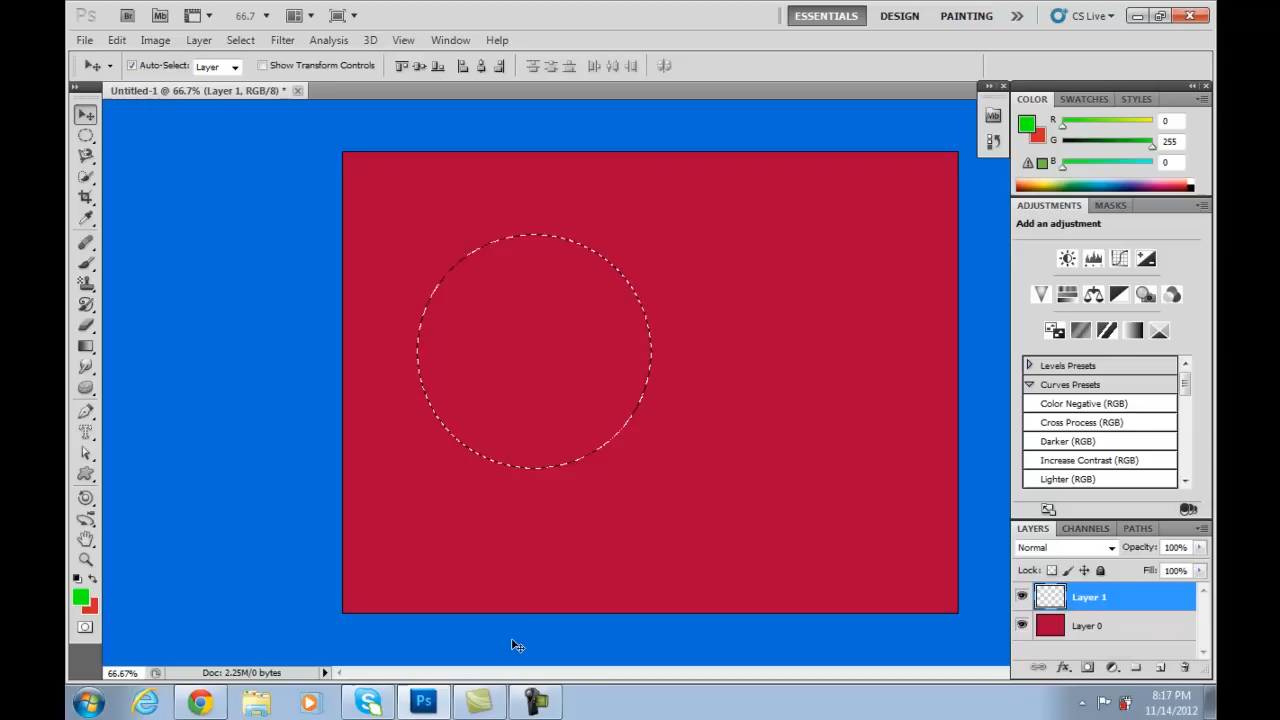 Ps Br Mb 66.7 ESSENTIALS DESIGN PAINTING CS Live
File Edit Image Layer Select Filter Analysis 3D View Window Help
Auto-Select: Layer Show Transform Controls
Untitled-1 @ 66.7% (Layer 1, RGB/8) *
COLOR SWATCHES STYLES
R 0
G 255
B 0
ADJUSTMENTS MASKS
Add an adjustment
Levels Presets
Curves Presets
Color Negative (RGB)
Cross Process (RGB)
Darker (RGB)
Increase Contrast (RGB)
Lighter (RGB)
LAYERS CHANNELS PATHS
Normal Opacity: 100%
Lock: Fill: 100%
Layer 1
Layer 0
66.67% Doc: 2.25M/0 bytes
Ps
8:17 PM
11/14/2012